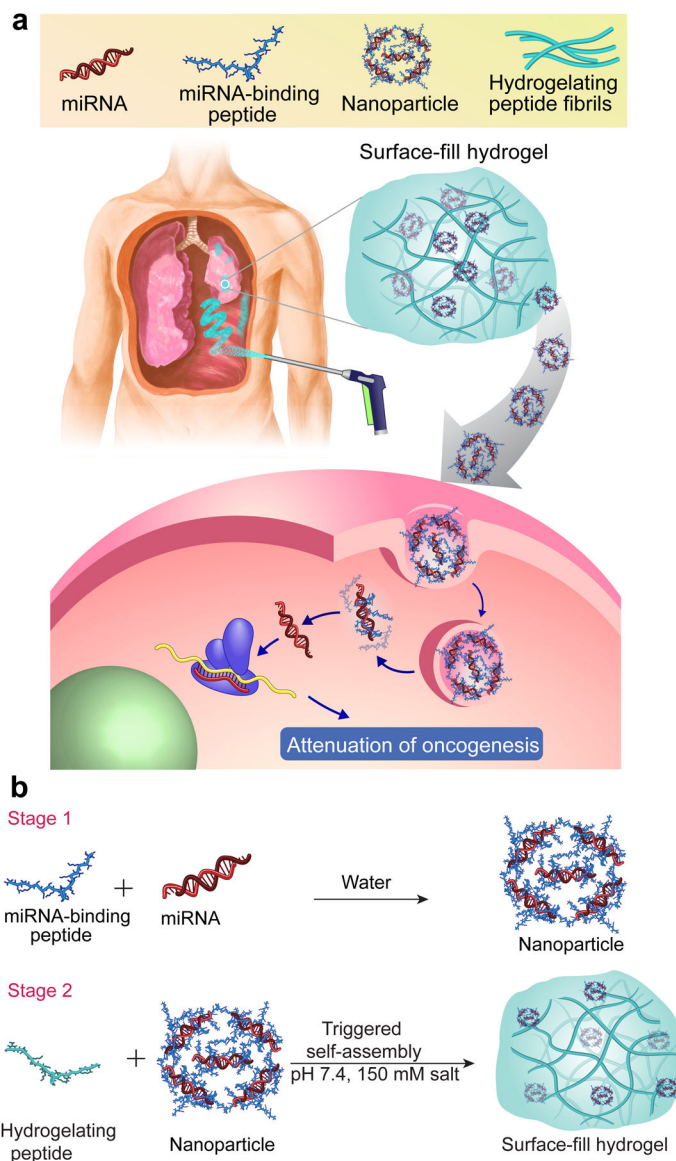 a
miRNA
miRNA-binding
peptide
Nanoparticle
Hydrogelating
peptide fibrils
Surface-fill hydrogel
Attenuation of oncogenesis
b
Stage 1
miRNA-binding
peptide
+
miRNA
Water
Nanoparticle
Stage 2
Hydrogelating
peptide
+
Nanoparticle
Triggered
self-assembly
pH 7.4, 150 mM salt
Surface-fill hydrogel